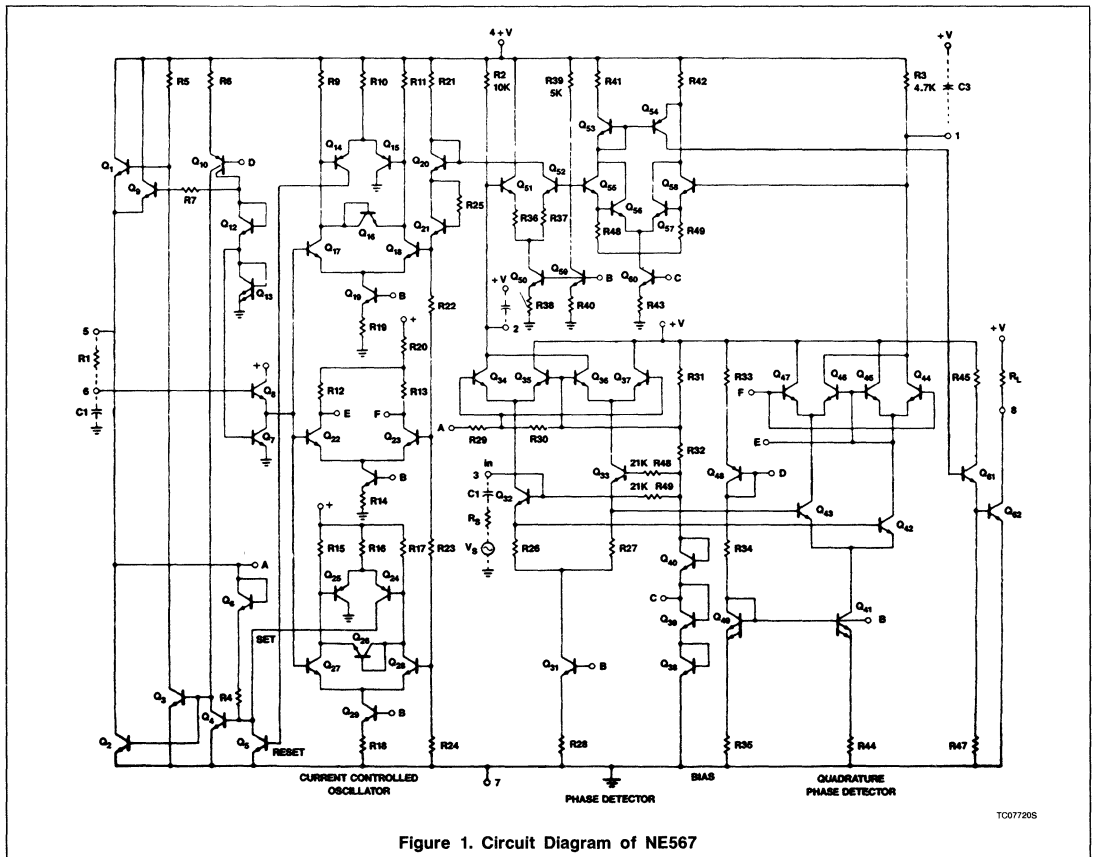 4 +V
+V
R5
R6
R9
R10
R11
R21
R2
10K
R39
5K
R41
R42
R3
4.7K
C3
1
Q1
Q9
Q10
D
R7
Q12
Q13
Q14
Q15
Q16
Q17
Q18
Q20
Q21
R25
Q51
Q52
R36
R37
Q53
Q54
Q55
Q56
Q57
Q58
R48
R49
Q19
B
R19
R22
Q50
Q59
B
R38
R40
Q60
C
R43
+V
2
+
R20
+V
+V
5
R1
6
C1
+
Q8
Q7
R12
R13
E
F
Q22
Q23
B
R14
Q34
Q35
Q36
Q37
R31
R33
Q47
Q46
Q45
Q44
R45
RL
8
F
E
A
R29
R30
R32
3
in
C1
RS
VS
Q32
Q33
21K R48
21K R49
Q48
D
Q61
Q62
Q43
Q42
+
R15
R16
R17
R23
R26
R27
Q40
R34
A
Q6
Q25
Q24
C
Q39
Q49
Q41
B
SET
Q26
Q27
Q28
Q38
Q31
B
R4
Q3
Q4
Q2
Q5
RESET
Q29
B
R18
R24
R28
R35
R44
R47
CURRENT CONTROLLED
OSCILLATOR
7
PHASE DETECTOR
BIAS
QUADRATURE
PHASE DETECTOR
TC07720S
Figure 1. Circuit Diagram of NE567